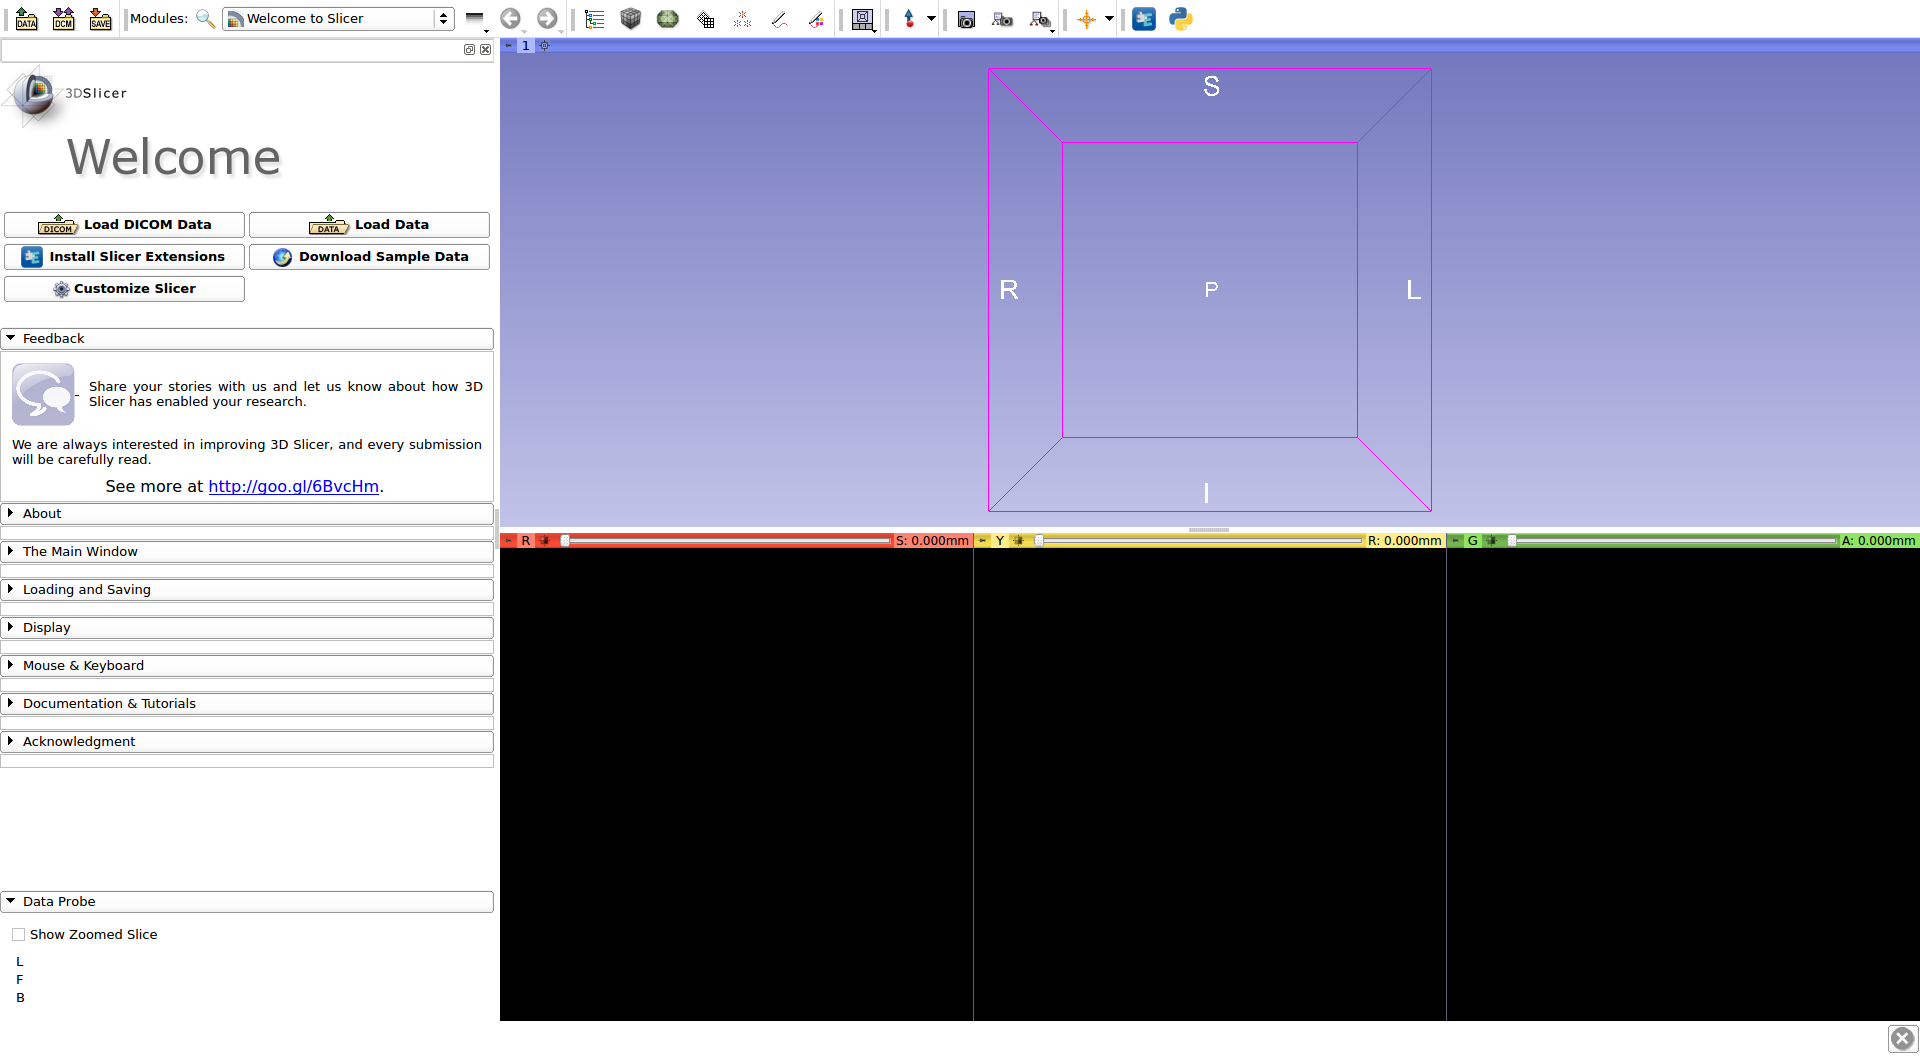 DATA
DCM
SAVE
Modules:
Welcome to Slicer
1
3DSlicer
Welcome
DICOM Load DICOM Data
DATA Load Data
Install Slicer Extensions
Download Sample Data
Customize Slicer
Feedback
Share your stories with us and let us know about how 3D
Slicer has enabled your research.
We are always interested in improving 3D Slicer, and every submission
will be carefully read.
See more at http://goo.gl/6BvcHm.
About
The Main Window
Loading and Saving
Display
Mouse & Keyboard
Documentation & Tutorials
Acknowledgment
Data Probe
Show Zoomed Slice
L
F
B
S
R
P
L
I
R
S: 0.000mm
Y
R: 0.000mm
G
A: 0.000mm